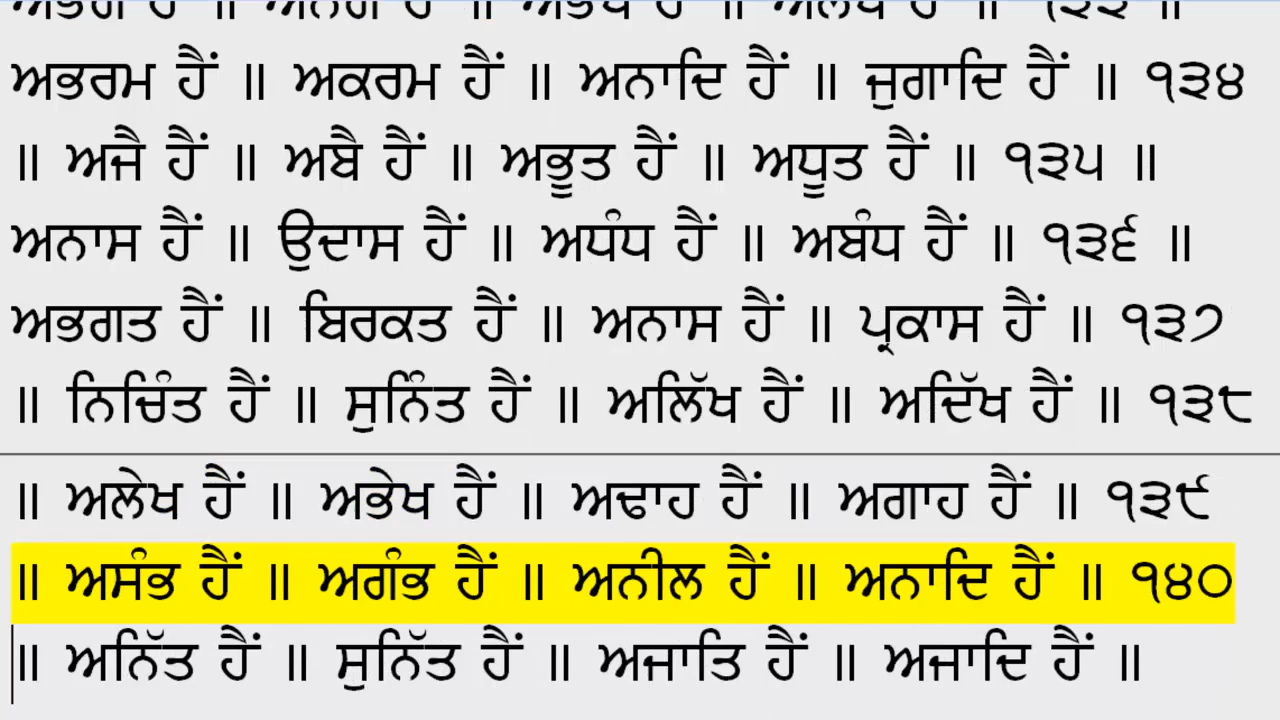 ॥ ੧੩੩ ॥
ਅਭਰਮ ਹੈਂ ॥ ਅਕਰਮ ਹੈਂ ॥ ਅਨਾਦਿ ਹੈਂ ॥ ਜੁਗਾਦਿ ਹੈਂ ॥ ੧੩੪
॥ ਅਜੈ ਹੈਂ ॥ ਅਬੈ ਹੈਂ ॥ ਅਭੂਤ ਹੈਂ ॥ ਅਧੂਤ ਹੈਂ ॥ ੧੩੫ ॥
ਅਨਾਸ ਹੈਂ ॥ ਉਦਾਸ ਹੈਂ ॥ ਅਧੰਧ ਹੈਂ ॥ ਅਬੰਧ ਹੈਂ ॥ ੧੩੬ ॥
ਅਭਗਤ ਹੈਂ ॥ ਬਿਰਕਤ ਹੈਂ ॥ ਅਨਾਸ ਹੈਂ ॥ ਪ੍ਰਕਾਸ ਹੈਂ ॥ ੧੩੭
॥ ਨਿਚਿੰਤ ਹੈਂ ॥ ਸੁਨਿੰਤ ਹੈਂ ॥ ਅਲਿੱਖ ਹੈਂ ॥ ਅਦਿੱਖ ਹੈਂ ॥ ੧੩੮
॥ ਅਲੇਖ ਹੈਂ ॥ ਅਭੇਖ ਹੈਂ ॥ ਅਢਾਹ ਹੈਂ ॥ ਅਗਾਹ ਹੈਂ ॥ ੧੩੯
॥ ਅਸੰਭ ਹੈਂ ॥ ਅਗੰਭ ਹੈਂ ॥ ਅਨੀਲ ਹੈਂ ॥ ਅਨਾਦਿ ਹੈਂ ॥ ੧੪੦
॥ ਅਨਿੱਤ ਹੈਂ ॥ ਸੁਨਿੱਤ ਹੈਂ ॥ ਅਜਾਤਿ ਹੈਂ ॥ ਅਜਾਦਿ ਹੈਂ ॥